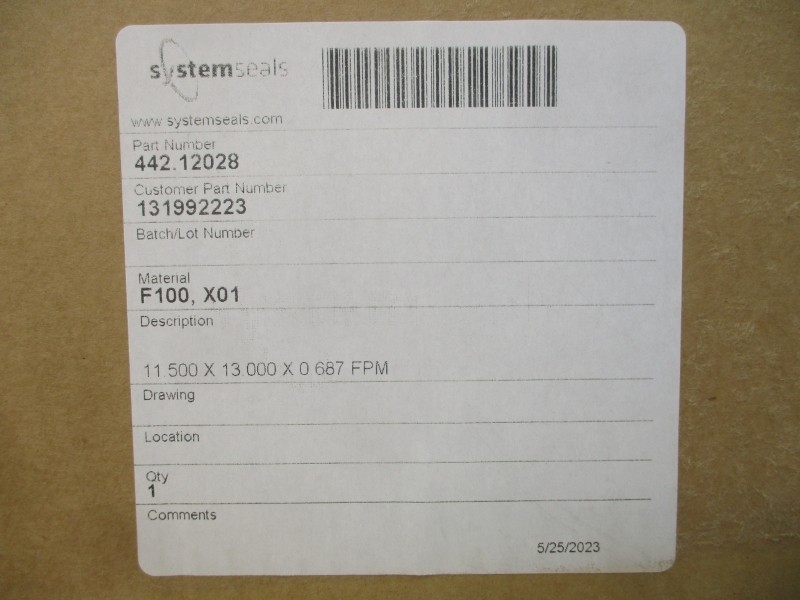 systemseals
www.systemseals.com
Part Number
442.12028
Customer Part Number
131992223
Batch/Lot Number
Material
F100, X01
Description
11.500 X 13.000 X 0.687 FPM
Drawing
Location
Qty
1
Comments
5/25/2023